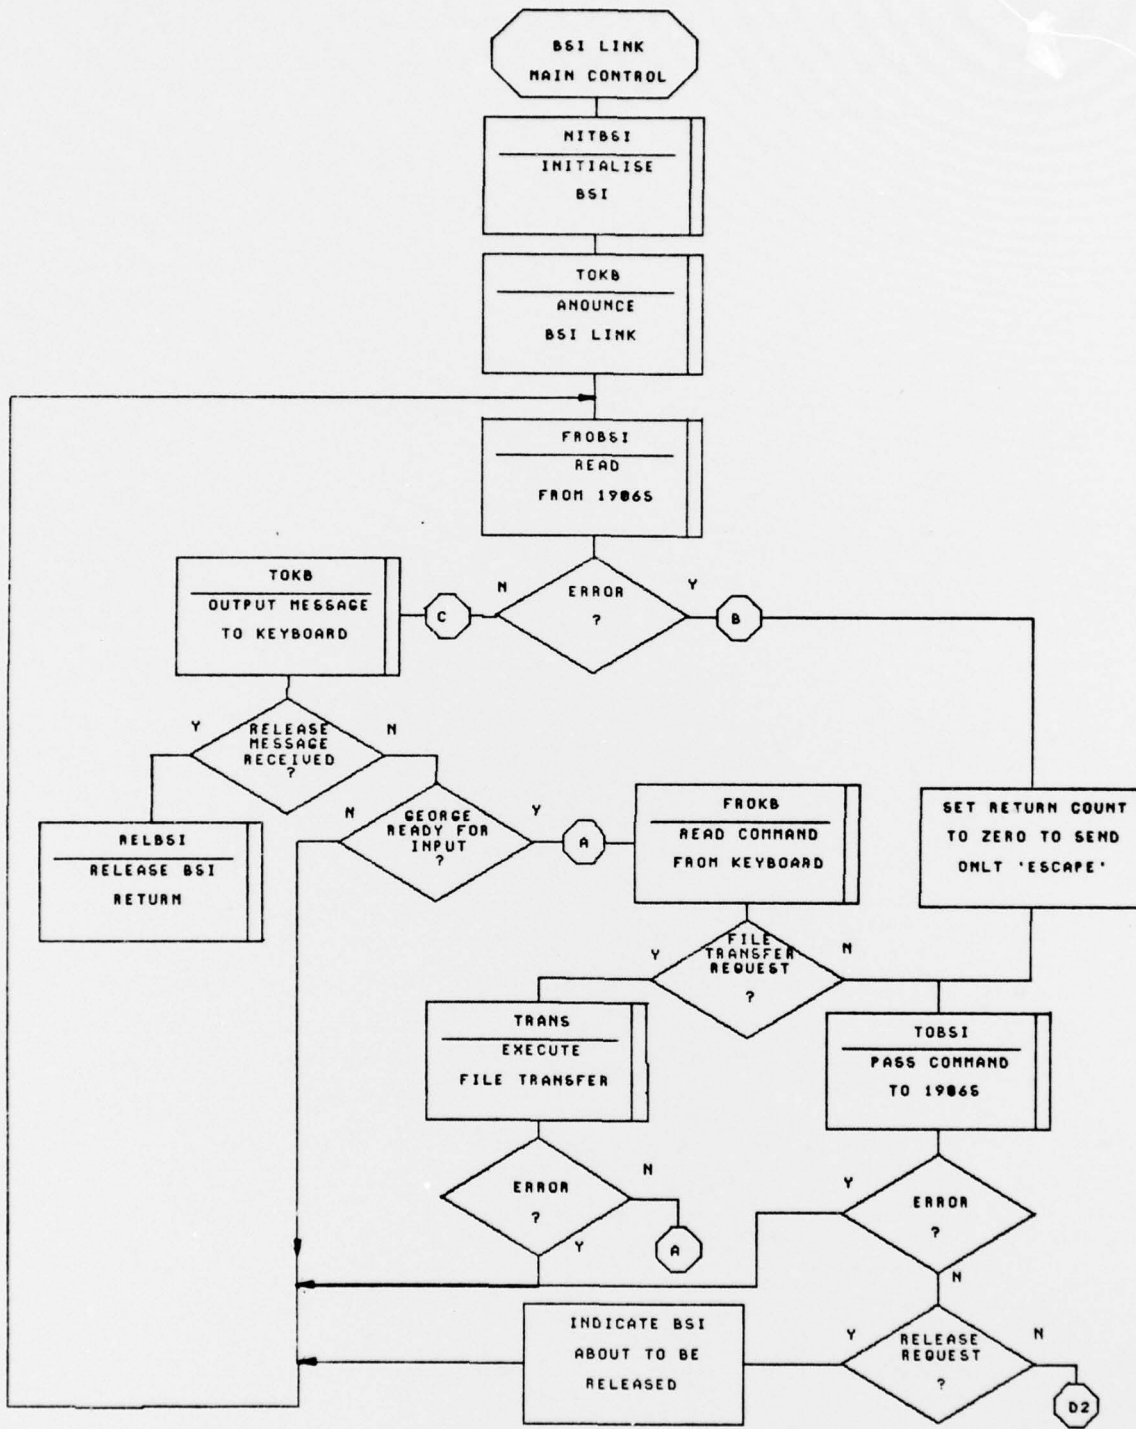 BSI LINK
MAIN CONTROL
NITBSI
INITIALISE
BSI
TOKB
ANOUNCE
BSI LINK
FROBSI
READ
FROM 1906S
ERROR
?
N
Y
C
B
TOKB
OUTPUT MESSAGE
TO KEYBOARD
RELEASE
MESSAGE
RECEIVED
?
Y
N
RELBSI
RELEASE BSI
RETURN
GEORGE
READY FOR
INPUT
?
N
Y
A
FROKB
READ COMMAND
FROM KEYBOARD
SET RETURN COUNT
TO ZERO TO SEND
ONLT 'ESCAPE'
FILE
TRANSFER
REQUEST
?
Y
N
TRANS
EXECUTE
FILE TRANSFER
TOBSI
PASS COMMAND
TO 1906S
ERROR
?
N
Y
A
ERROR
?
Y
N
INDICATE BSI
ABOUT TO BE
RELEASED
RELEASE
REQUEST
?
Y
N
D2